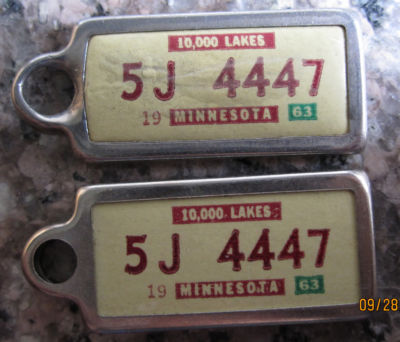 10,000 LAKES
5J 4447
19 MINNESOTA 63
10,000 LAKES
5J 4447
19 MINNESOTA 63
09/28